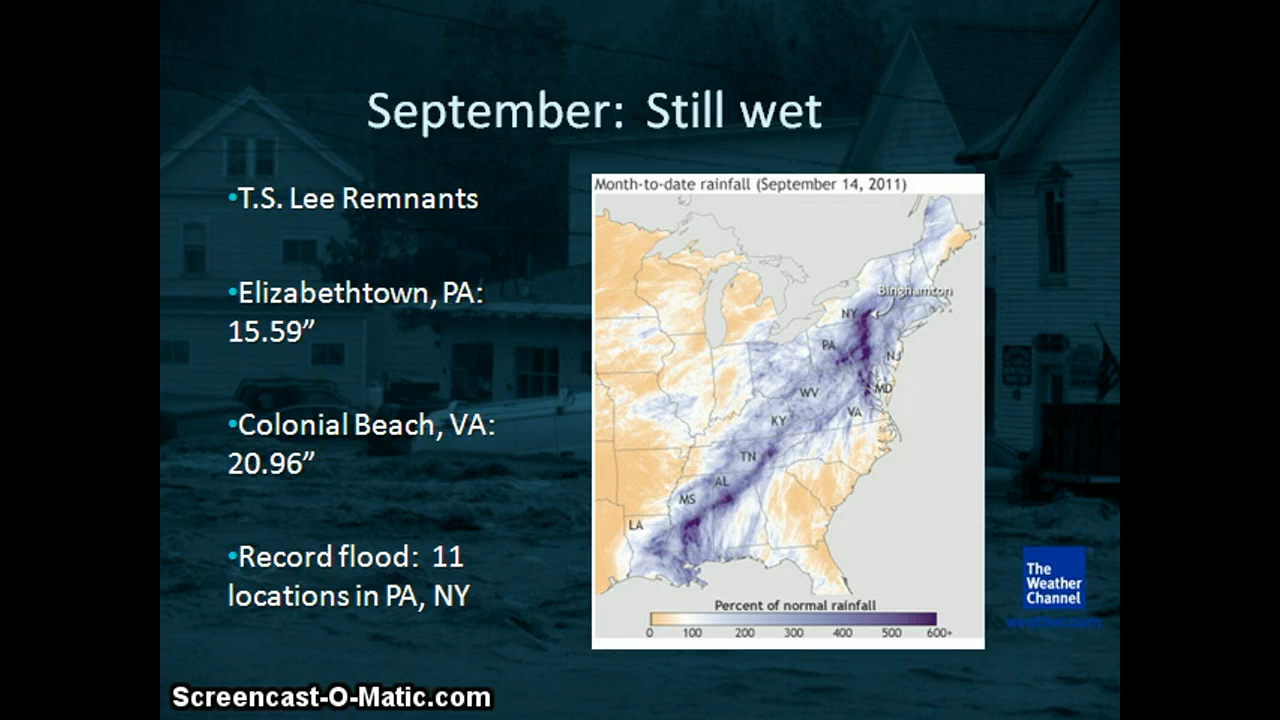 September: Still wet
•T.S. Lee Remnants
•Elizabethtown, PA:
15.59”
•Colonial Beach, VA:
20.96”
•Record flood: 11
locations in PA, NY
Month-to-date rainfall (September 14, 2011)
Binghamton
NY
PA
NJ
MD
WV
VA
KY
TN
AL
MS
LA
Percent of normal rainfall
0 100 200 300 400 500 600+
The
Weather
Channel
weather.com
Screencast-O-Matic.com